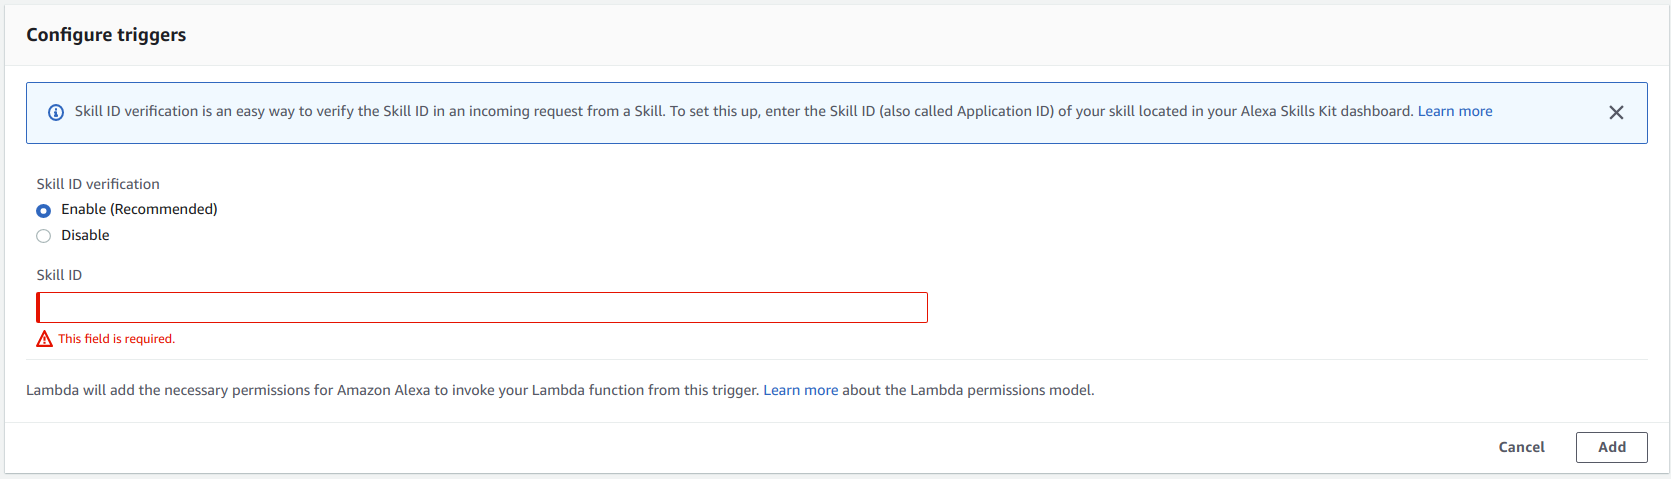 Configure triggers
Skill ID verification is an easy way to verify the Skill ID in an incoming request from a Skill. To set this up, enter the Skill ID (also called Application ID) of your skill located in your Alexa Skills Kit dashboard. Learn more
Skill ID verification
Enable (Recommended)
Disable
Skill ID
This field is required.
Lambda will add the necessary permissions for Amazon Alexa to invoke your Lambda function from this trigger. Learn more about the Lambda permissions model.
Cancel Add